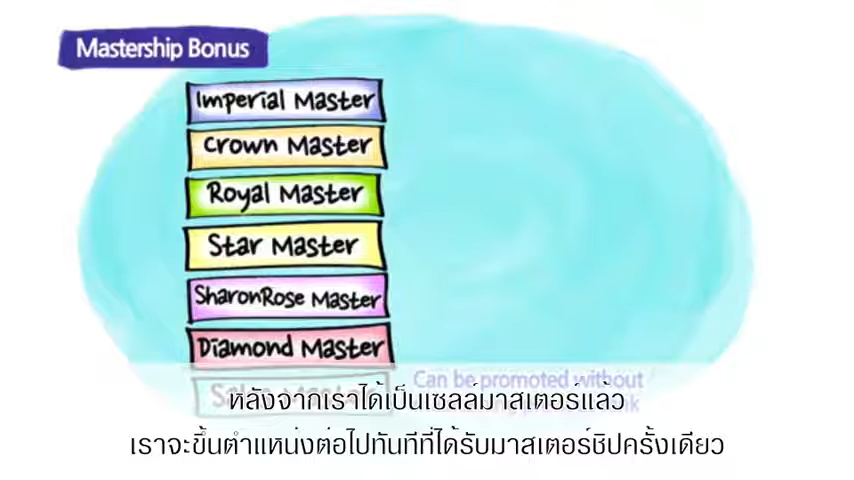 Mastership Bonus
Imperial Master
Crown Master
Royal Master
Star Master
SharonRose Master
Diamond Master
Can be promoted without
หลังจากเราได้เป็นเซลล์มาสเตอร์แล้ว
เราจะขึ้นตำแหน่งต่อไปทันทีที่ได้รับมาสเตอร์ชิปครั้งเดียว